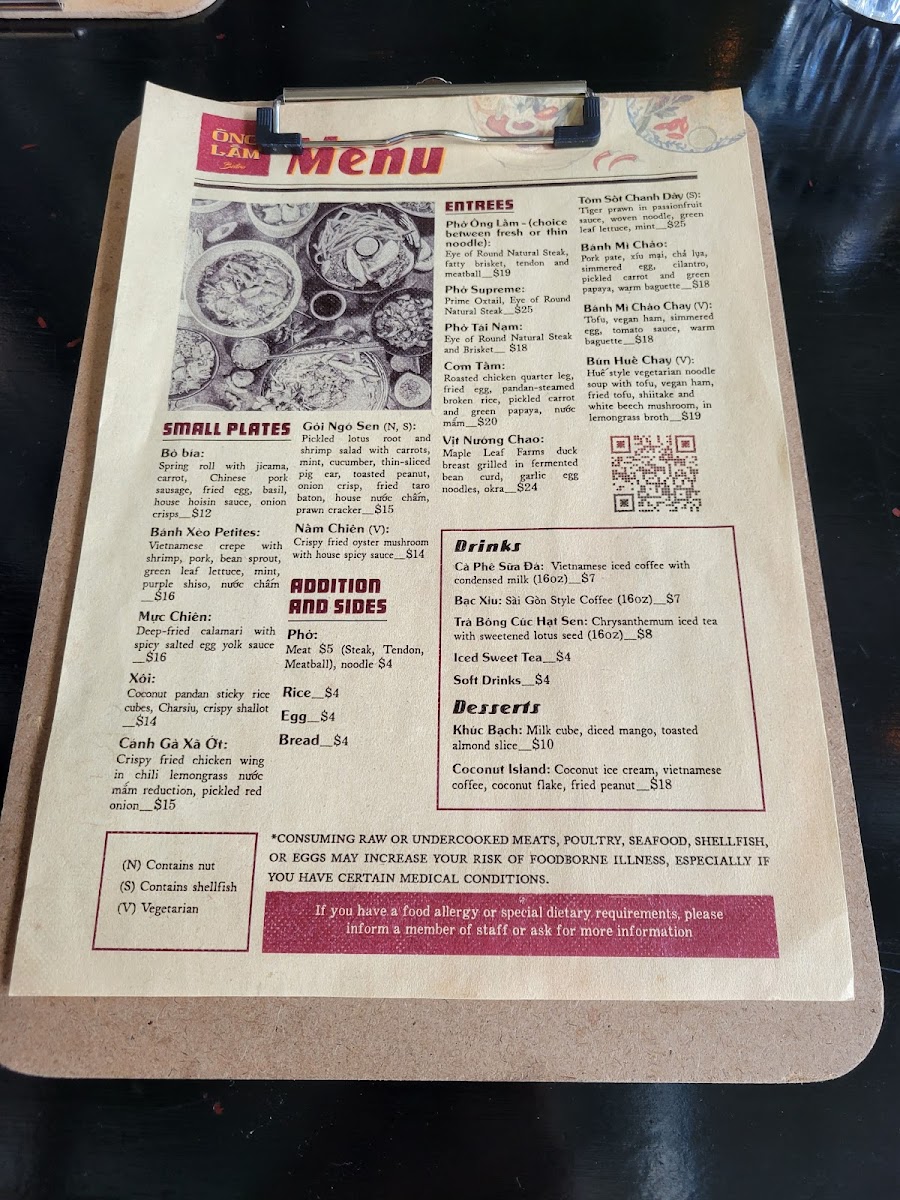 ÔNG
LÂM
Menu
SMALL PLATES
Bò bía:
Spring roll with jicama,
carrot, Chinese pork
sausage, fried egg, basil,
house hoisin sauce, onion
crisps__$12
Bánh Xèo Petites:
Vietnamese crepe with
shrimp, pork, bean sprout,
green leaf lettuce, mint,
purple shiso, nước chấm
__$16
Mực Chiên:
Deep-fried calamari with
spicy salted egg yolk sauce
__$16
Xôi:
Coconut pandan sticky rice
cubes, Charsiu, crispy shallot
__$14
Cánh Gà Xả Ớt:
Crispy fried chicken wing
in chili lemongrass nước
mắm reduction, pickled red
onion__$15
Gỏi Ngó Sen (N, S):
Pickled lotus root and
shrimp salad with carrots,
mint, cucumber, thin-sliced
pig ear, toasted peanut,
onion crisp, fried taro
baton, house nước chấm,
prawn cracker__$15
Nấm Chiên (V):
Crispy fried oyster mushroom
with house spicy sauce__$14
ADDITION
AND SIDES
Phở:
Meat $5 (Steak, Tendon,
Meatball), noodle $4
Rice__$4
Egg__$4
Bread__$4
ENTREES
Phở Ông Lâm - (choice
between fresh or thin
noodle):
Eye of Round Natural Steak,
fatty brisket, tendon and
meatball__$19
Phở Supreme:
Prime Oxtail, Eye of Round
Natural Steak__$25
Phở Tái Nạm:
Eye of Round Natural Steak
and Brisket__ $18
Cơm Tấm:
Roasted chicken quarter leg,
fried egg, pandan-steamed
broken rice, pickled carrot
and green papaya, nước
mắm__$20
Vịt Nướng Chao:
Maple Leaf Farms duck
breast grilled in fermented
bean curd, garlic egg
noodles, okra__$24
Tôm Sốt Chanh Dây (S):
Tiger prawn in passionfruit
sauce, woven noodle, green
leaf lettuce, mint__$25
Bánh Mì Chảo:
Pork pate, xíu mại, chả lụa,
simmered egg, cilantro,
pickled carrot and green
papaya, warm baguette__$18
Bánh Mì Chảo Chay (V):
Tofu, vegan ham, simmered
egg, tomato sauce, warm
baguette__$18
Bún Huế Chay (V):
Huế style vegetarian noodle
soup with tofu, vegan ham,
fried tofu, shiitake and
white beech mushroom, in
lemongrass broth__$19
Drinks
Cà Phê Sữa Đá: Vietnamese iced coffee with
condensed milk (16oz)__$7
Bạc Xỉu: Sài Gòn Style Coffee (16oz)__$7
Trà Bông Cúc Hạt Sen: Chrysanthemum iced tea
with sweetened lotus seed (16oz)__$8
Iced Sweet Tea__$4
Soft Drinks__$4
Desserts
Khúc Bạch: Milk cube, diced mango, toasted
almond slice__$10
Coconut Island: Coconut ice cream, vietnamese
coffee, coconut flake, fried peanut__$18
(N) Contains nut
(S) Contains shellfish
(V) Vegetarian
*CONSUMING RAW OR UNDERCOOKED MEATS, POULTRY, SEAFOOD, SHELLFISH,
OR EGGS MAY INCREASE YOUR RISK OF FOODBORNE ILLNESS, ESPECIALLY IF
YOU HAVE CERTAIN MEDICAL CONDITIONS.
If you have a food allergy or special dietary requirements, please
inform a member of staff or ask for more information